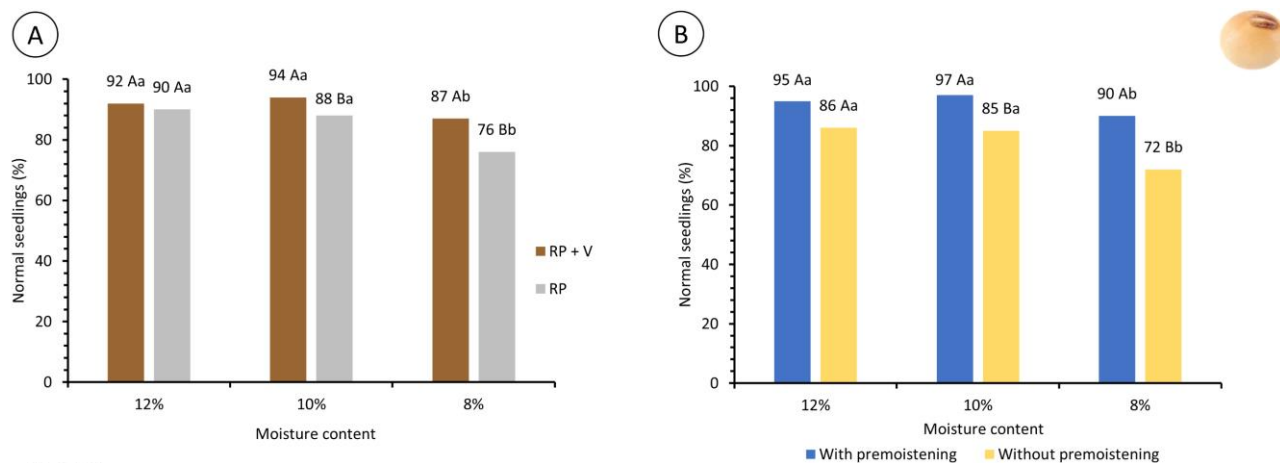 A
Normal seedlings (%)
100
80
60
40
20
0
92 Aa
90 Aa
94 Aa
88 Ba
87 Ab
76 Bb
12%
10%
8%
Moisture content
RP + V
RP
B
Normal seedlings (%)
100
80
60
40
20
0
95 Aa
86 Aa
97 Aa
85 Ba
90 Ab
72 Bb
12%
10%
8%
Moisture content
With premoistening
Without premoistening